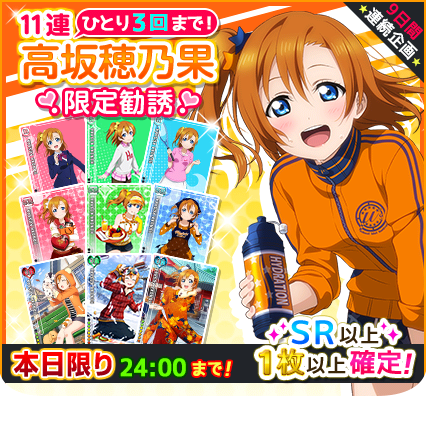 11連 ひとり3回まで!
高坂穂乃果
限定勧誘
9日間
連続企画
HYDRATION
SR以上
1枚以上確定!
本日限り 24:00まで!